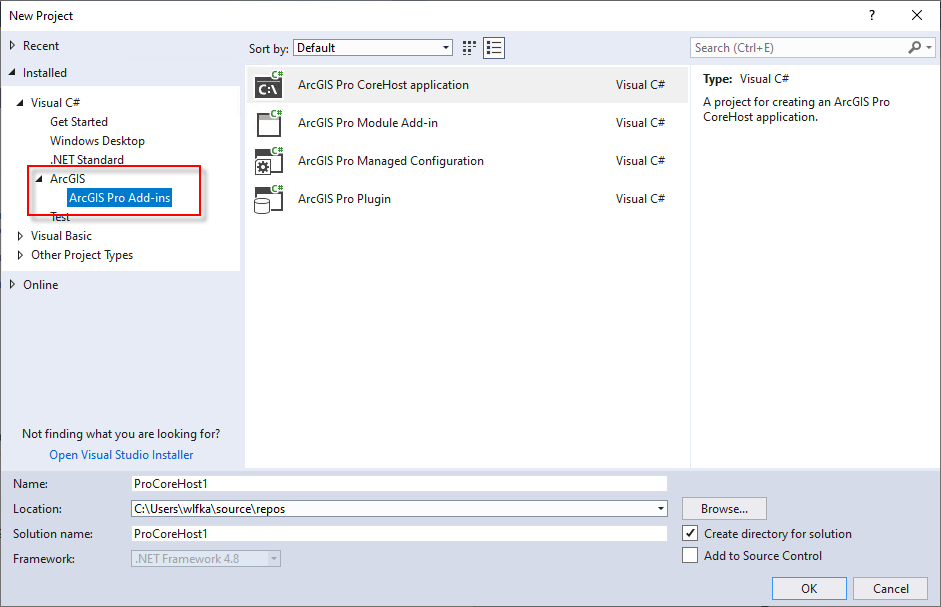 New Project
?
Recent
Installed
Visual C#
Get Started
Windows Desktop
.NET Standard
ArcGIS
ArcGIS Pro Add-ins
Test
Visual Basic
Other Project Types
Online
Not finding what you are looking for?
Open Visual Studio Installer
Sort by: Default
C# C:\ ArcGIS Pro CoreHost application Visual C#
C# ArcGIS Pro Module Add-in Visual C#
C# ArcGIS Pro Managed Configuration Visual C#
C# ArcGIS Pro Plugin Visual C#
Search (Ctrl+E)
Type: Visual C#
A project for creating an ArcGIS Pro
CoreHost application.
Name: ProCoreHost1
Location: C:\Users\wlfka\source\repos
Browse...
Solution name: ProCoreHost1
Create directory for solution
Framework: .NET Framework 4.8
Add to Source Control
OK Cancel